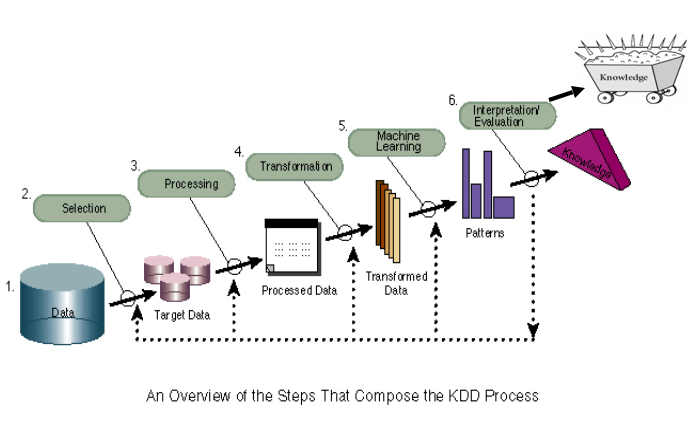 Knowledge
6.
Interpretation/
Evaluation
5.
Machine
Learning
Knowledge
4.
Transformation
3.
Processing
Patterns
2.
Selection
Transformed
Data
Processed Data
1.
Data
Target Data
An Overview of the Steps That Compose the KDD Process